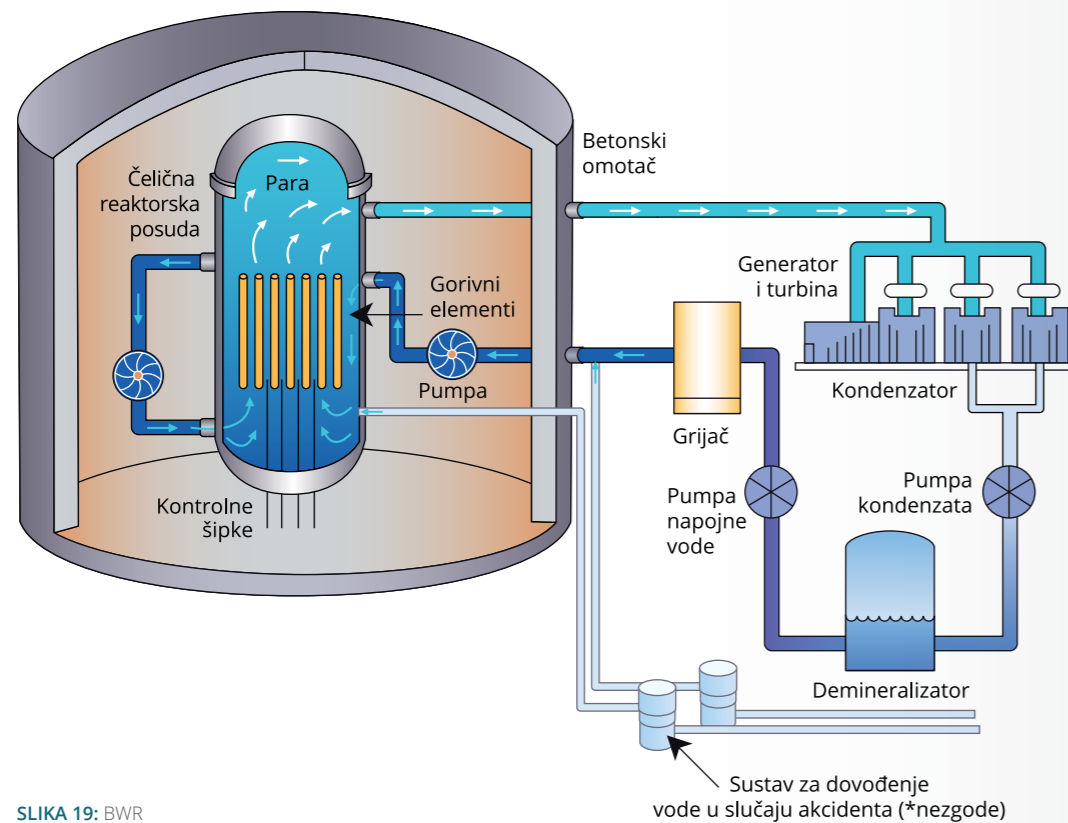 Betonski
omotač
Čelična
reaktorska
posuda
Para
Generator
i turbina
Gorivni
elementi
Pumpa
Kondenzator
Grijač
Kontrolne
šipke
Pumpa
napojne
vode
Pumpa
kondenzata
Demineralizator
Sustav za dovođenje
vode u slučaju akcidenta (*nezgode)
SLIKA 19: BWR